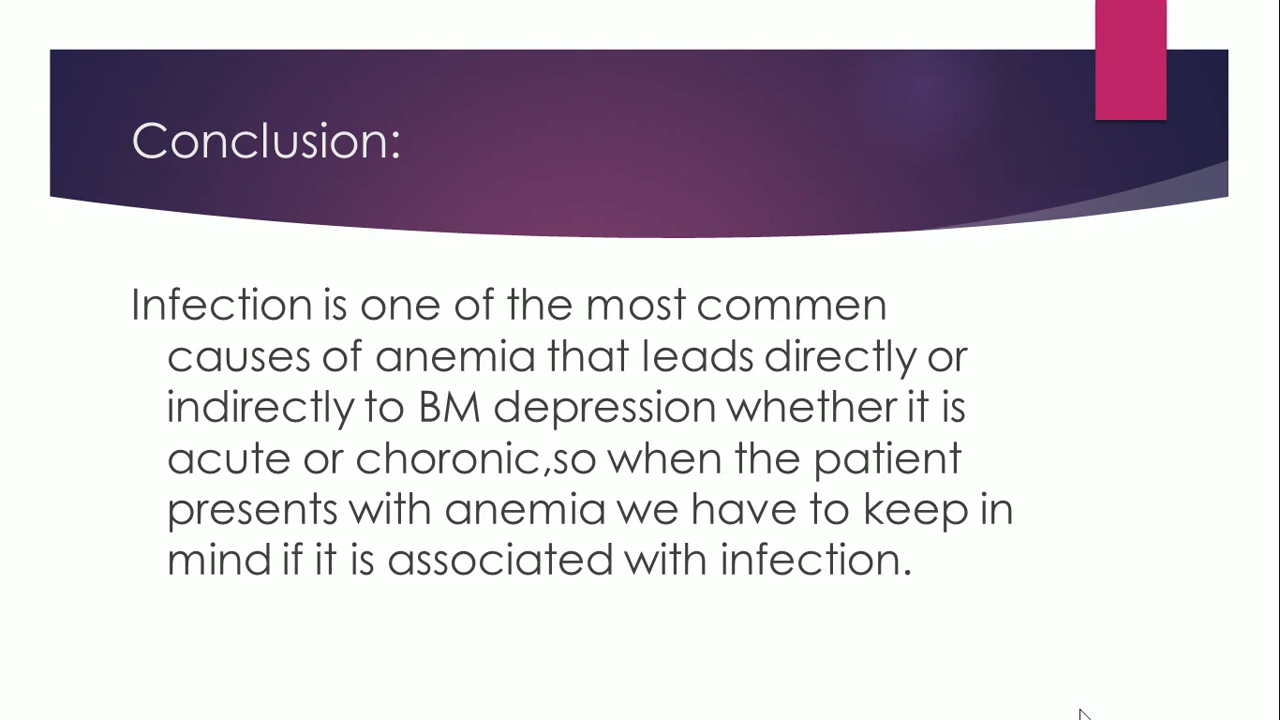 Conclusion:
Infection is one of the most commen
causes of anemia that leads directly or
indirectly to BM depression whether it is
acute or choronic,so when the patient
presents with anemia we have to keep in
mind if it is associated with infection.